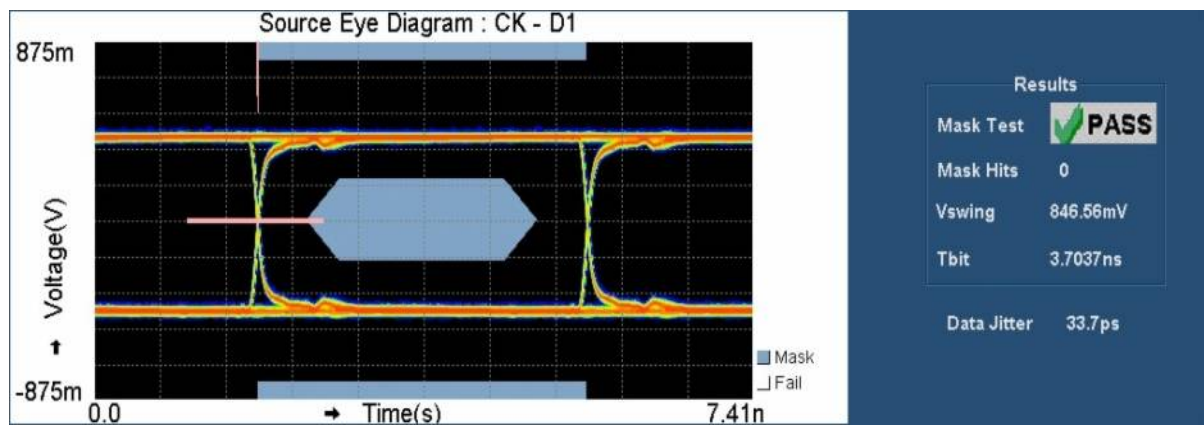 Source Eye Diagram : CK - D1
875m
Voltage(V)
-875m
0.0
Time(s)
7.41n
Mask
Fail
Results
Mask Test PASS
Mask Hits 0
Vswing 846.56mV
Tbit 3.7037ns
Data Jitter 33.7ps